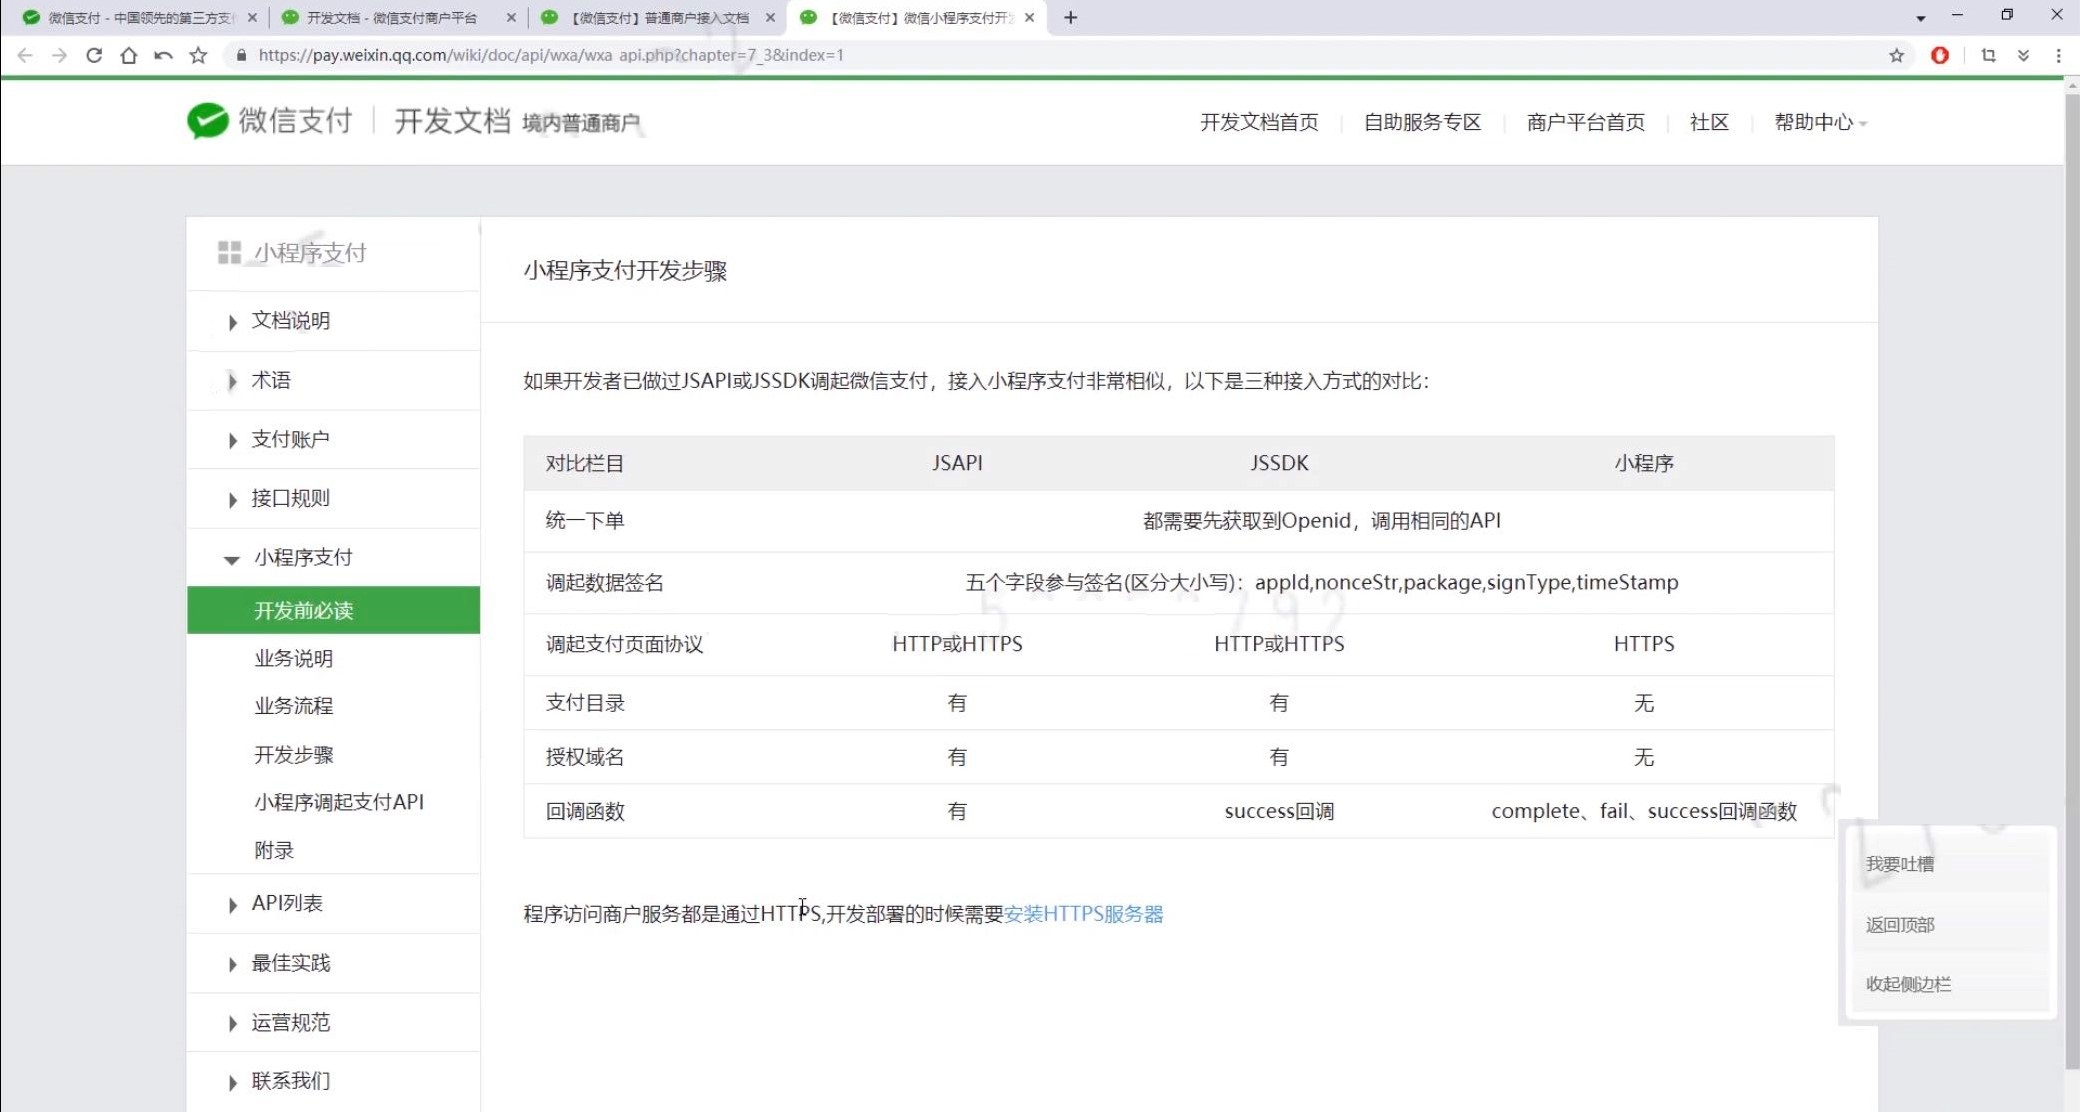 微信支付 - 中国领先的第三方支
开发文档 - 微信支付商户平台
【微信支付】普通商户接入文档
【微信支付】微信小程序支付开发
https://pay.weixin.qq.com/wiki/doc/api/wxa/wxa_api.php?chapter=7_3&index=1
微信支付
开发文档 境内普通商户
开发文档首页
自助服务专区
商户平台首页
社区
帮助中心
小程序支付
文档说明
术语
支付账户
接口规则
小程序支付
开发前必读
业务说明
业务流程
开发步骤
小程序调起支付API
附录
API列表
最佳实践
运营规范
联系我们
小程序支付开发步骤
如果开发者已做过JSAPI或JSSDK调起微信支付，接入小程序支付非常相似，以下是三种接入方式的对比：
对比栏目 JSAPI JSSDK 小程序
统一下单 都需要先获取到Openid，调用相同的API
调起数据签名 五个字段参与签名(区分大小写)：appId,nonceStr,package,signType,timeStamp
调起支付页面协议 HTTP或HTTPS HTTP或HTTPS HTTPS
支付目录 有 有 无
授权域名 有 有 无
回调函数 有 success回调 complete、fail、success回调函数
程序访问商户服务都是通过HTTPS,开发部署的时候需要安装HTTPS服务器
我要吐槽
返回顶部
收起侧边栏